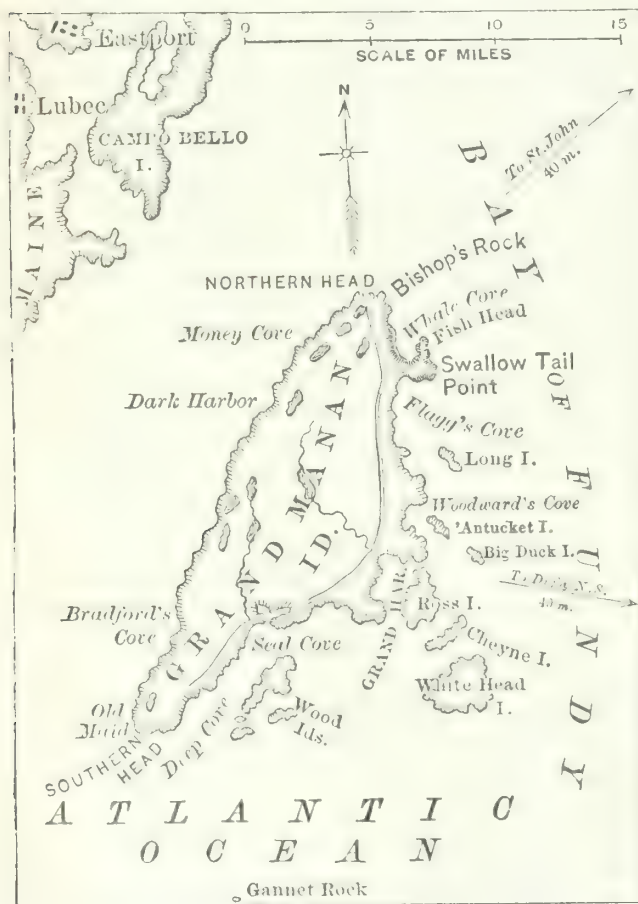 Eastport
0 5 10 15
SCALE OF MILES
Lubec
CAMPO BELLO
I.
N
To St. John
40 m.
MAINE
BAY OF FUNDY
NORTHERN HEAD
Bishop's Rock
Whale Cove
Fish Head
Money Cove
Swallow Tail
Point
Dark Harbor
Flagg's Cove
Long I.
GRAND MANAN
ID.
Woodward's Cove
'Antucket I.
Big Duck I.
To Digby, N.S.
Bradford's
Cove
Seal Cove
GRAND HAR.
Ross I.
Cheyne I.
White Head
I.
Old
Maid
Deep Cove
Wood
Ids.
SOUTHERN
HEAD
ATLANTIC
OCEAN
Gannet Rock